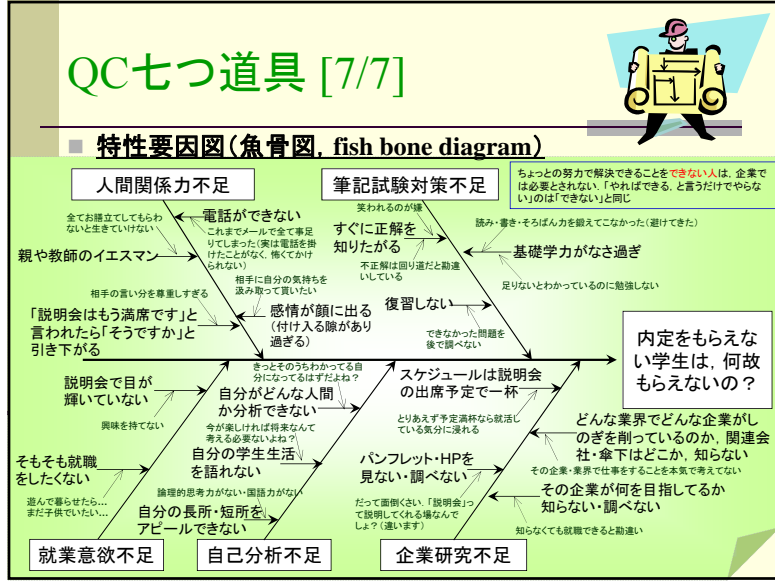 QC七つ道具 [7/7]
特性要因図(魚骨図，fish bone diagram)
ちょっとの努力で解決できることをできない人は，企業で
は必要とされない．「やればできる，と言うだけでやらな
い」のは「できない」と同じ
人間関係力不足
全てお膳立てしてもらわ
ないと生きていけない
電話ができない
これまでメールで全て事足
りてしまった(実は電話を掛
けたことがなく，怖くてかけ
られない)
親や教師のイエスマン
相手に自分の気持ちを
汲み取って貰いたい
相手の言い分を尊重しすぎる
感情が顔に出る
(付け入る隙があり
過ぎる)
「説明会はもう満席です」と
言われたら「そうですか」と
引き下がる
筆記試験対策不足
笑われるのが嫌
すぐに正解を
知りたがる
不正解は回り道だと勘違
いしている
読み・書き・そろばん力を鍛えてこなかった(避けてきた)
基礎学力がなさ過ぎ
足りないとわかっているのに勉強しない
復習しない
できなかった問題を
後で調べない
内定をもらえな
い学生は，何故
もらえないの？
説明会で目が
輝いていない
興味を持てない
そもそも就職
をしたくない
遊んで暮らせたら…
まだ子供でいたい…
就業意欲不足
きっとそのうちわかってる自
分になってるはずだよね？
自分がどんな人間
か分析できない
今が楽しければ将来なんて
考える必要ないよね？
自分の学生生活
を語れない
論理的思考力がない・国語力がない
自分の長所・短所を
アピールできない
自己分析不足
スケジュールは説明会
の出席予定で一杯
とりあえず予定満杯なら就活し
ている気分に浸れる
パンフレット・HPを
見ない・調べない
だって面倒くさい，「説明会」っ
て説明してくれる場なんで
しょ？(違います)
どんな業界でどんな企業がし
のぎを削っているのか，関連会
社・傘下はどこか，知らない
その企業・業界で仕事をすることを本気で考えてない
その企業が何を目指してるか
知らない・調べない
知らなくても就職できると勘違い
企業研究不足